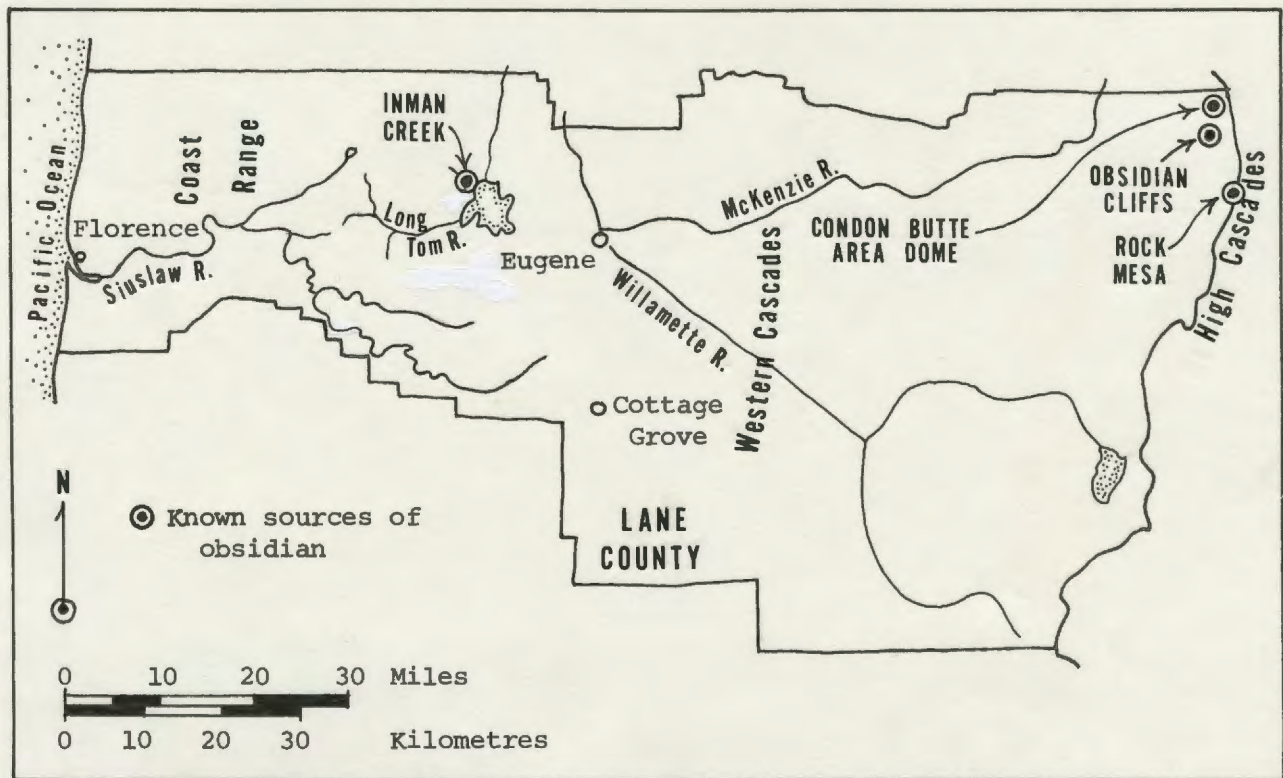 Pacific Ocean
Coast
Range
INMAN
CREEK
Florence
Siuslaw R.
Long
Tom R.
Eugene
McKenzie R.
Willamette R.
Western Cascades
CONDON BUTTE
AREA DOME
OBSIDIAN
CLIFFS
ROCK
MESA
High Cascades
Cottage
Grove
LANE
COUNTY
N
Known sources of
obsidian
0 10 20 30 Miles
0 10 20 30 Kilometres